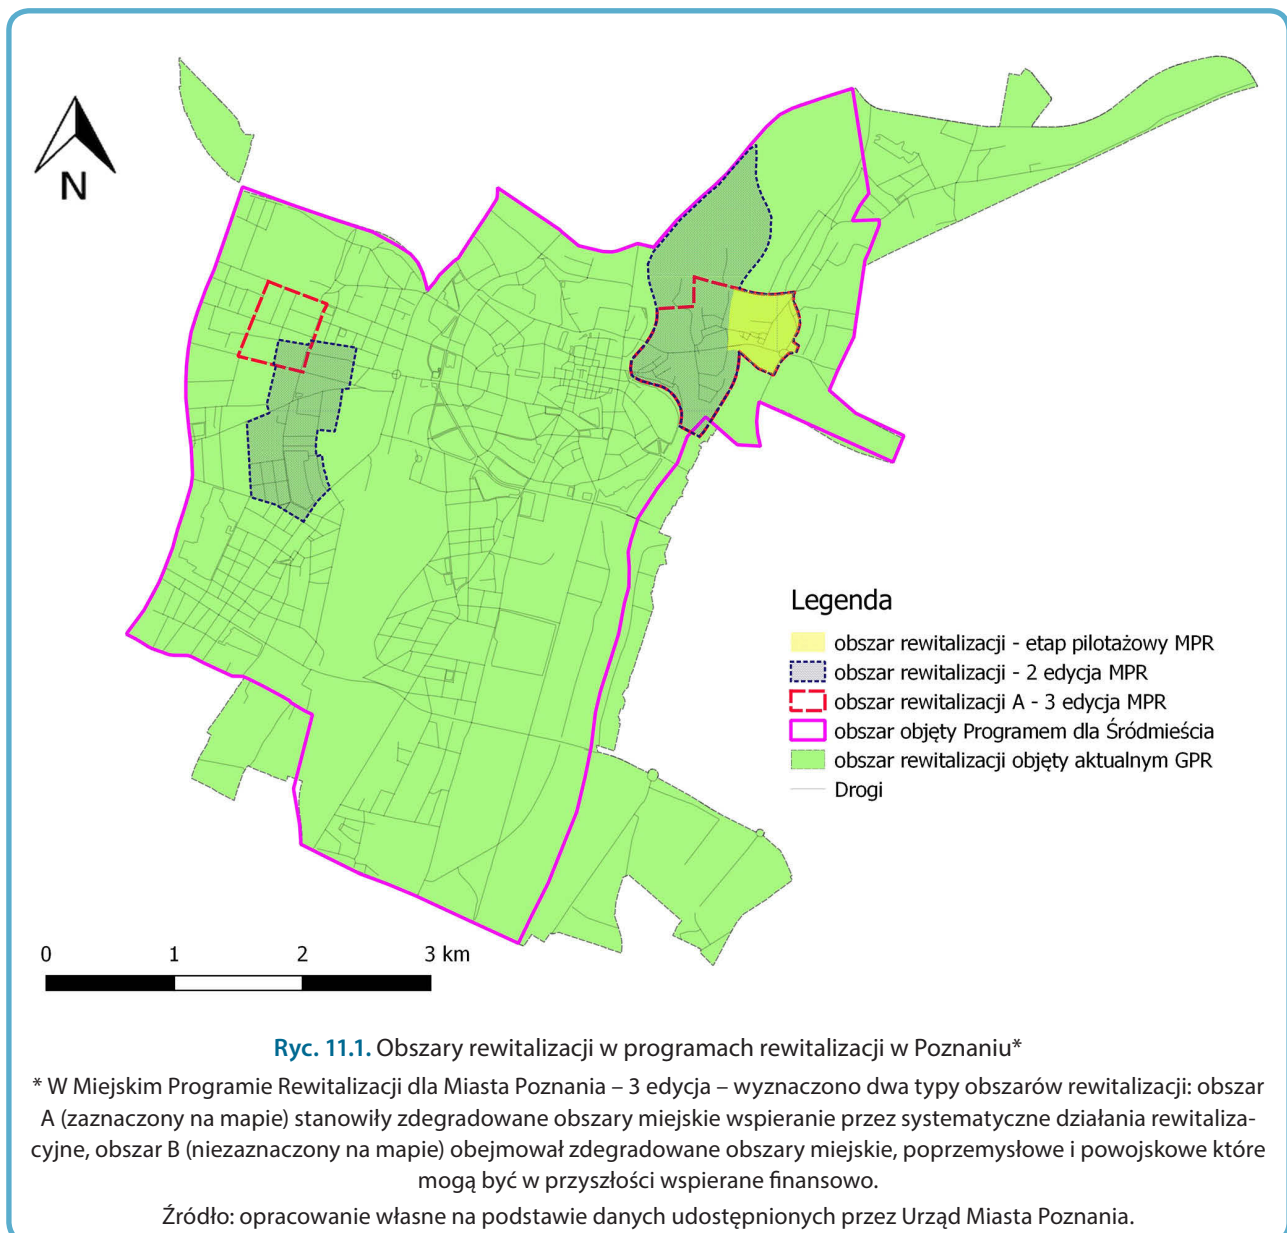 N
Legenda
obszar rewitalizacji - etap pilotażowy MPR
obszar rewitalizacji - 2 edycja MPR
obszar rewitalizacji A - 3 edycja MPR
obszar objęty Programem dla Śródmieścia
obszar rewitalizacji objęty aktualnym GPR
Drogi
0 1 2 3 km
Ryc. 11.1. Obszary rewitalizacji w programach rewitalizacji w Poznaniu*
* W Miejskim Programie Rewitalizacji dla Miasta Poznania – 3 edycja – wyznaczono dwa typy obszarów rewitalizacji: obszar
A (zaznaczony na mapie) stanowiły zdegradowane obszary miejskie wspieranie przez systematyczne działania rewitaliza-
cyjne, obszar B (niezaznaczony na mapie) obejmował zdegradowane obszary miejskie, poprzemysłowe i powojskowe które
mogą być w przyszłości wspierane finansowo.
Źródło: opracowanie własne na podstawie danych udostępnionych przez Urząd Miasta Poznania.